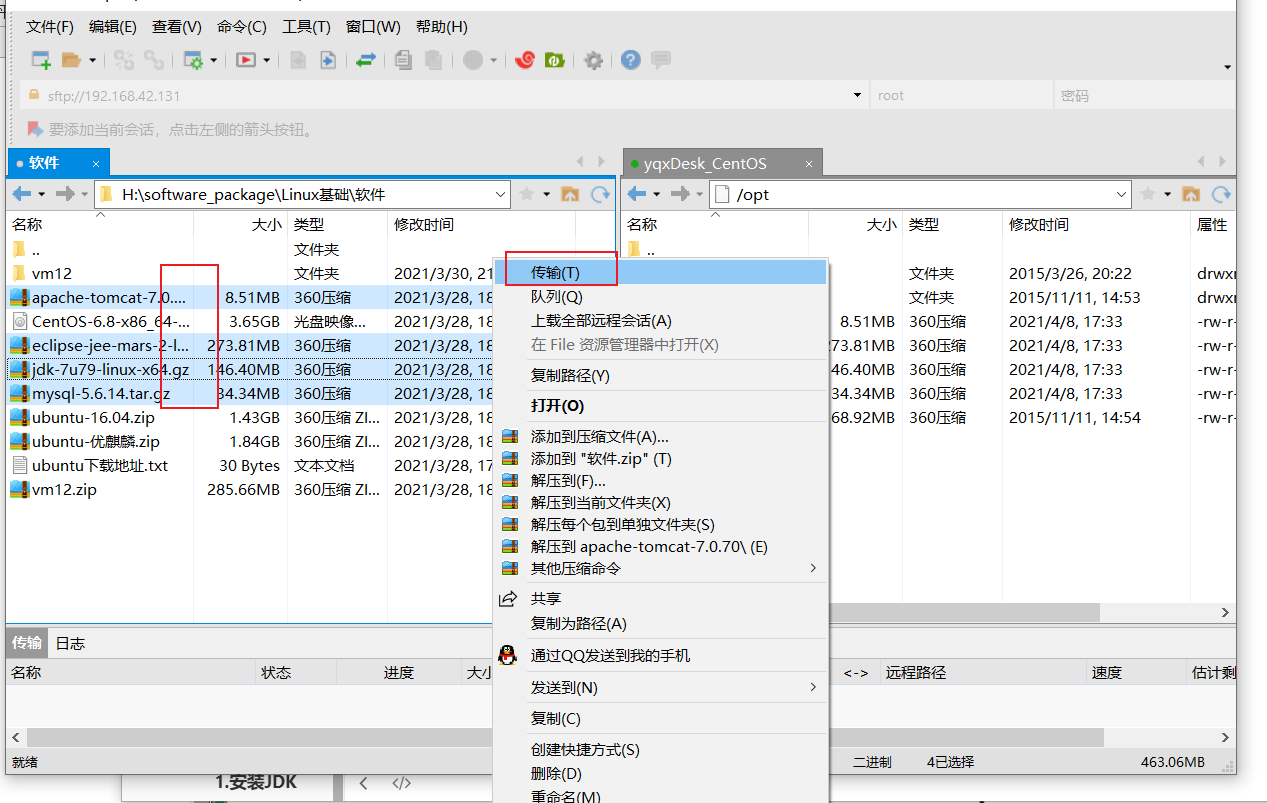 文件(F) 编辑(E) 查看(V) 命令(C) 工具(T) 窗口(W) 帮助(H)
sftp://192.168.42.131 root 密码
要添加当前会话，点击左侧的箭头按钮。
软件 × yqxDesk_CentOS ×
H:\software_package\Linux基础\软件 /opt
名称 大小 类型 修改时间 名称 大小 类型 修改时间 属性
.. 文件夹 ..
vm12 文件夹 2021/3/30, 21 文件夹 2015/3/26, 20:22 drwx
apache-tomcat-7.0.... 8.51MB 360压缩 2021/3/28, 18 文件夹 2015/11/11, 14:53 drwx
CentOS-6.8-x86_64-... 3.65GB 光盘映像... 2021/3/28, 18 8.51MB 360压缩 2021/4/8, 17:33 -rw-r-
eclipse-jee-mars-2-l... 273.81MB 360压缩 2021/3/28, 18 73.81MB 360压缩 2021/4/8, 17:33 -rw-r-
jdk-7u79-linux-x64.gz 146.40MB 360压缩 2021/3/28, 18 46.40MB 360压缩 2021/4/8, 17:33 -rw-r-
mysql-5.6.14.tar.gz 34.34MB 360压缩 2021/3/28, 18 34.34MB 360压缩 2021/4/8, 17:33 -rw-r-
ubuntu-16.04.zip 1.43GB 360压缩 ZI... 2021/3/28, 18 68.92MB 360压缩 2015/11/11, 14:54 -rw-r-
ubuntu-优麒麟.zip 1.84GB 360压缩 ZI... 2021/3/28, 18
ubuntu下载地址.txt 30 Bytes 文本文档 2021/3/28, 17
vm12.zip 285.66MB 360压缩 ZI... 2021/3/28, 18
传输(T)
队列(Q)
上载全部远程会话(A)
在 File 资源管理器中打开(X)
复制路径(Y)
打开(O)
添加到压缩文件(A)...
添加到 "软件.zip" (T)
解压到(F)...
解压到当前文件夹(X)
解压每个包到单独文件夹(S)
解压到 apache-tomcat-7.0.70\ (E)
其他压缩命令
共享
复制为路径(A)
通过QQ发送到我的手机
发送到(N)
复制(C)
创建快捷方式(S)
删除(D)
重命名(M)
传输 日志
名称 状态 进度 大小 <-> 远程路径 速度 估计剩
就绪 二进制 4已选择 463.06MB
1.安装JDK </>